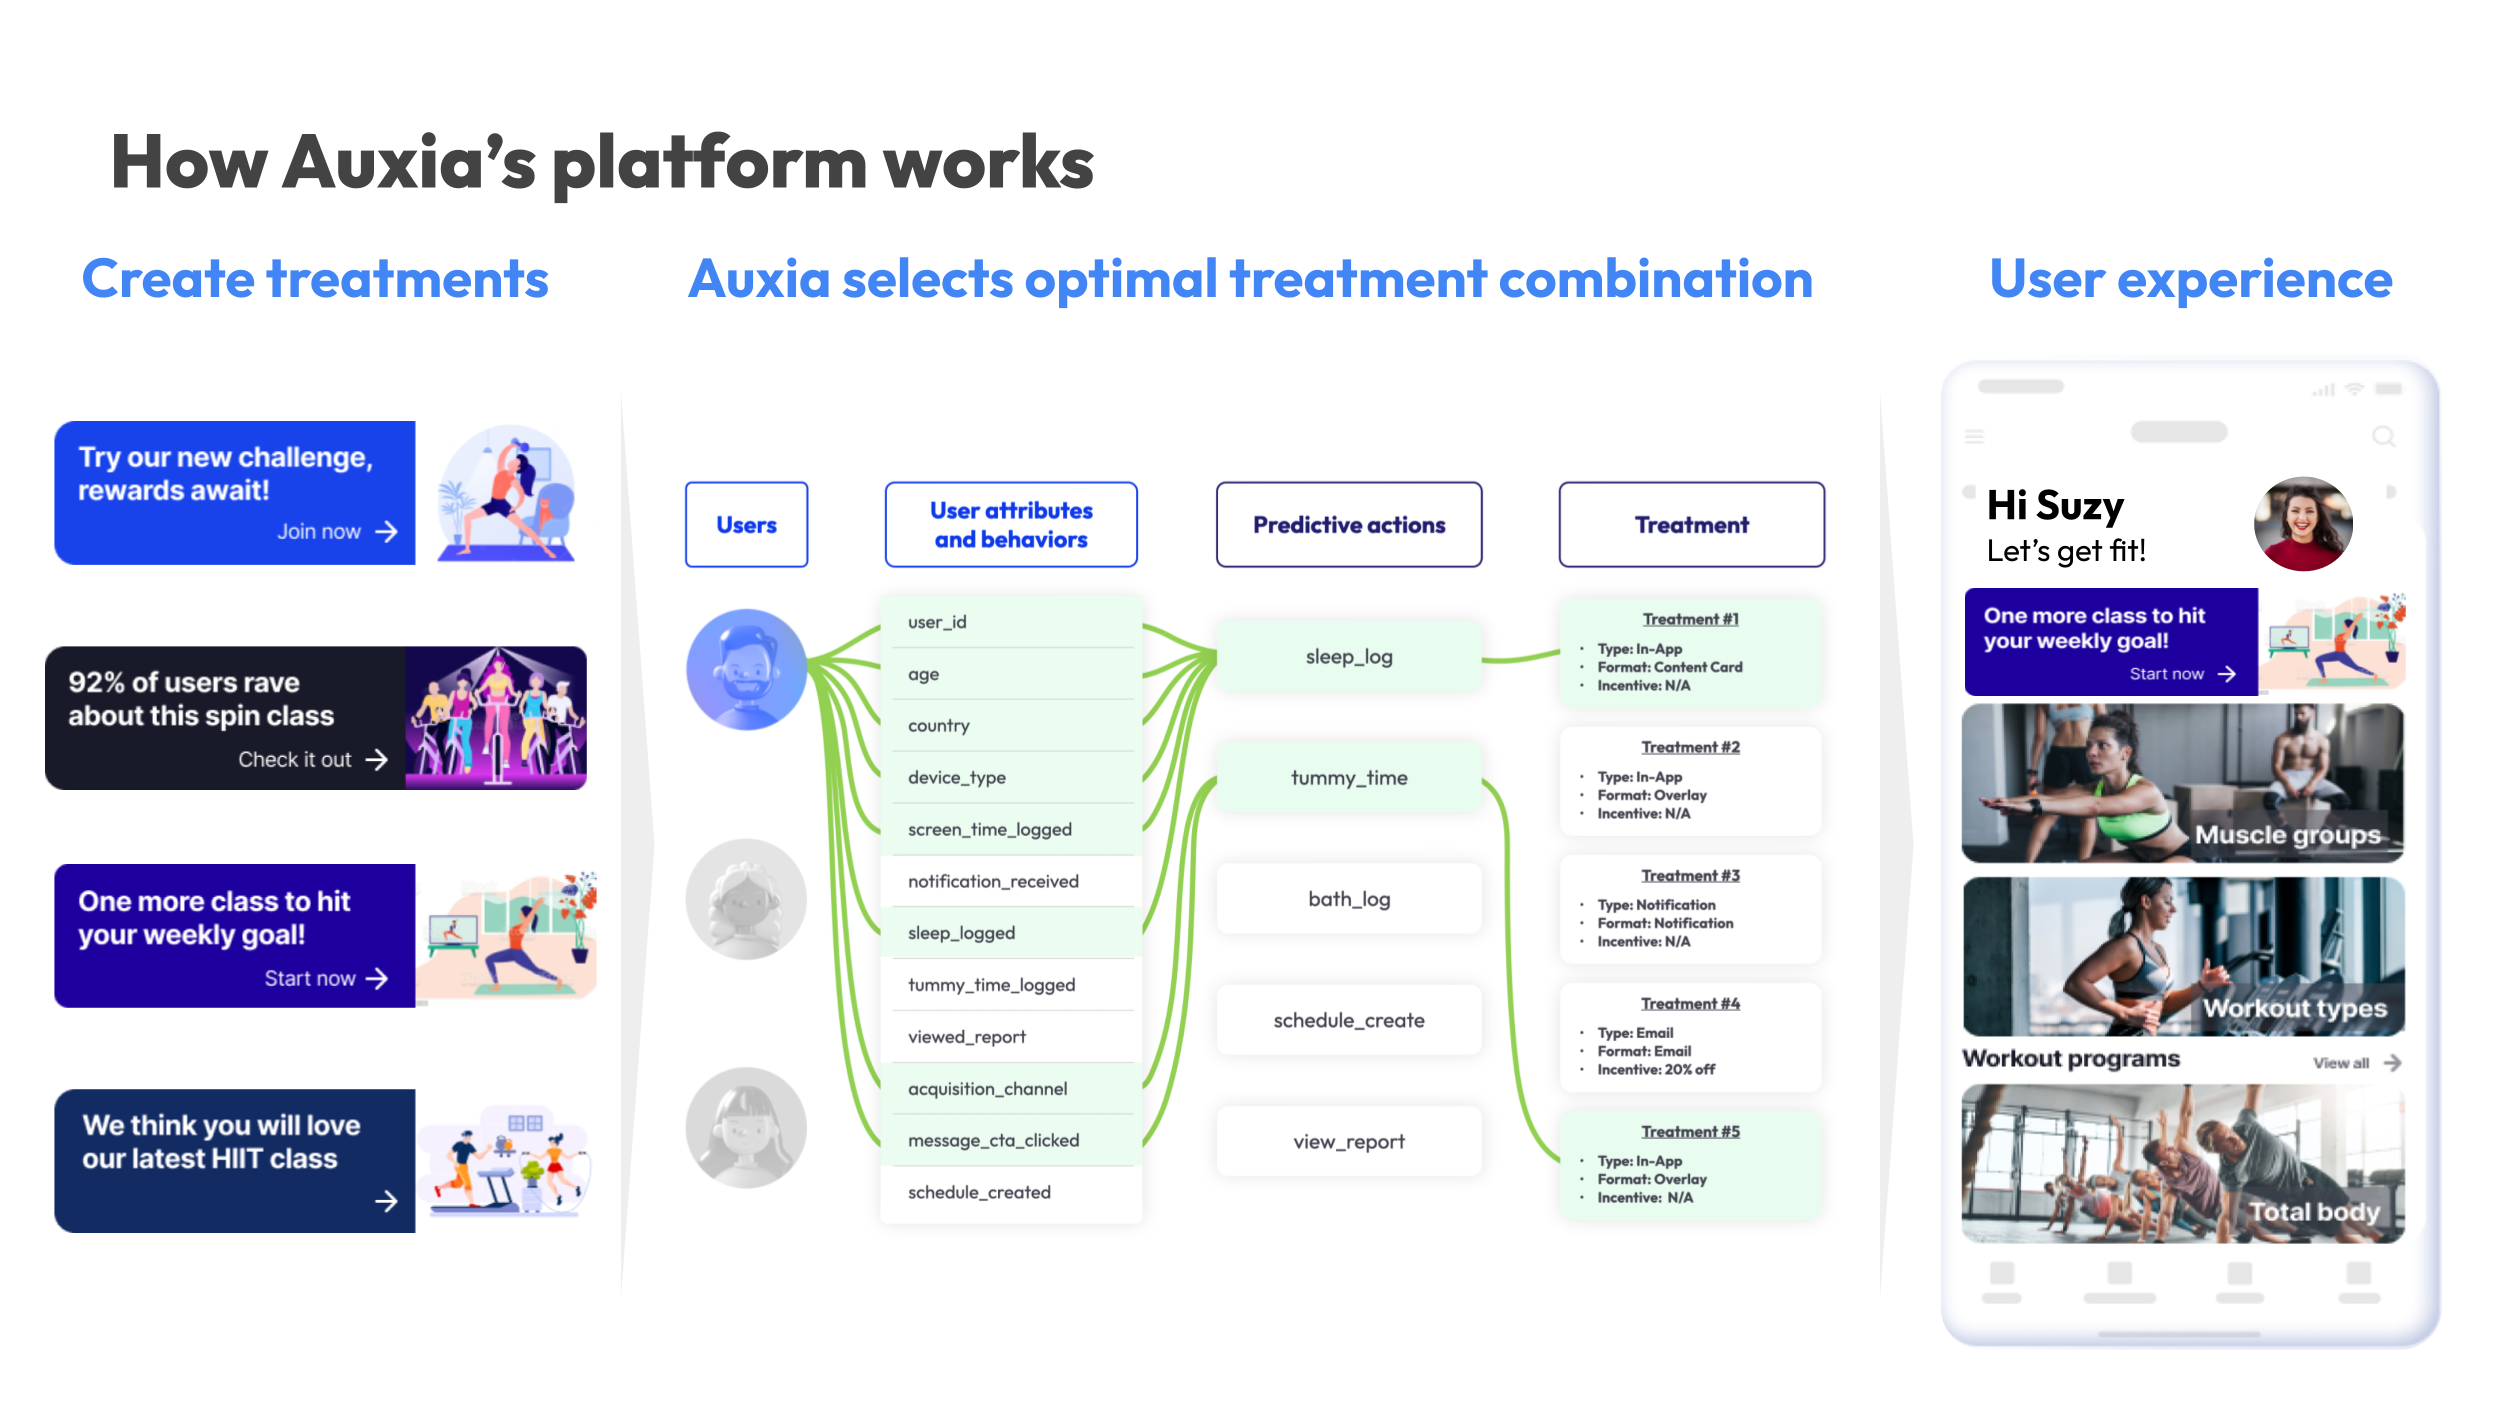 How Auxia’s platform works
Create treatments
Auxia selects optimal treatment combination
User experience
Try our new challenge,
rewards await!
Join now
92% of users rave
about this spin class
Check it out
One more class to hit
your weekly goal!
Start now
We think you will love
our latest HIIT class
Users
User attributes
and behaviors
Predictive actions
Treatment
user_id
age
country
device_type
screen_time_logged
notification_received
sleep_logged
tummy_time_logged
viewed_report
acquisition_channel
message_cta_clicked
schedule_created
sleep_log
tummy_time
bath_log
schedule_create
view_report
Treatment #1
• Type: In-App
• Format: Content Card
• Incentive: N/A
Treatment #2
• Type: In-App
• Format: Overlay
• Incentive: N/A
Treatment #3
• Type: Notification
• Format: Notification
• Incentive: N/A
Treatment #4
• Type: Email
• Format: Email
• Incentive: 20% off
Treatment #5
• Type: In-App
• Format: Overlay
• Incentive: N/A
Hi Suzy
Let’s get fit!
One more class to hit
your weekly goal!
Start now
Muscle groups
Workout types
Workout programs
View all
Total body